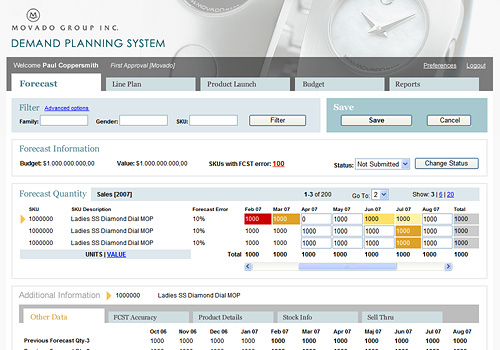 MOVADO GROUP INC.
DEMAND PLANNING SYSTEM
Welcome Paul Coppersmith First Approval [Movado] Preferences Logout
Forecast Line Plan Product Launch Budget Reports
Filter Advanced options Save
Family: Gender: SKU: Filter Save Cancel
Forecast Information
Budget: $1.000.000.000,00 Value: $1.000.000.000,00 SKUs with FCST error: 100 Status: Not Submitted Change Status
Forecast Quantity Sales [2007] 1-3 of 200 Go To: 2 Show: 3 | 6 | 20
SKU SKU Description Forecast Error Feb 07 Mar 07 Apr 07 May 07 Jun 07 Jul 07 Aug 07 Total
1000000 Ladies SS Diamond Dial MOP 10% 1000 1000 0 1000 1000 1000 1000 1000
1000000 Ladies SS Diamond Dial MOP 10% 1000 1000 1000 1000 1000 1000 1000 1000
1000000 Ladies SS Diamond Dial MOP 10% 1000 1000 1000 1000 1000 1000 1000 1000
UNITS | VALUE Total 1000 1000 1000 1000 1000 1000 1000 1000
Additional Information 1000000 Ladies SS Diamond Dial MOP
Other Data FCST Accuracy Product Details Stock Info Sell Thru
Oct 06 Nov 06 Dec 06 Jan 07 Feb 07 Mar 07 Apr 07 Maj 07 Jun 07 Jul 07 Aug 07
Previous Forecast Qty-3 1000 1000 1000 1000 1000 1000 1000 1000 1000 1000 1000